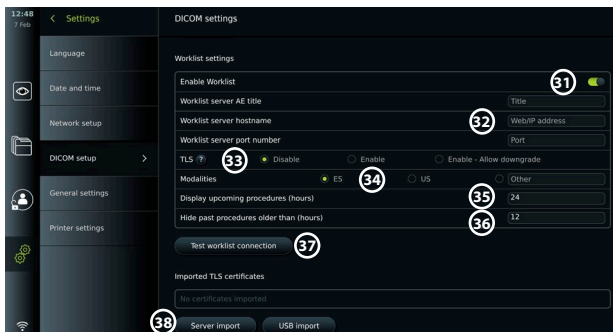 12:48
7 Feb
Settings
DICOM settings
Language
Date and time
Network setup
DICOM setup
General settings
Printer settings
Worklist settings
Enable Worklist 31
Worklist server AE title Title
Worklist server hostname 32 Web/IP address
Worklist server port number Port
TLS ? 33 Disable Enable Enable - Allow downgrade
Modalities ES 34 US Other
Display upcoming procedures (hours) 35 24
Hide past procedures older than (hours) 36 12
Test worklist connection 37
Imported TLS certificates
No certificates imported
38 Server import USB import